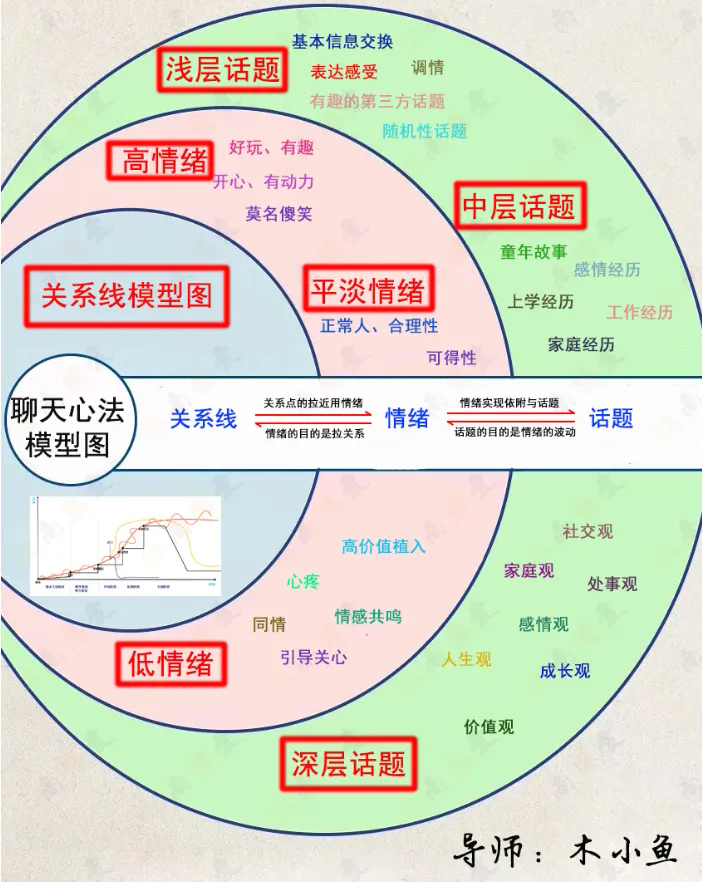 基本信息交换
浅层话题
表达感受
调情
有趣的第三方话题
随机性话题
高情绪
好玩、有趣
开心、有动力
莫名傻笑
中层话题
童年故事
感情经历
上学经历
工作经历
家庭经历
关系线模型图
平淡情绪
正常人、合理性
可得性
聊天心法
模型图
关系线
关系点的拉近用情绪
情绪的目的是拉关系
情绪
情绪实现依附与话题
话题的目的是情绪的波动
话题
高价值植入
心疼
情感共鸣
同情
引导关心
低情绪
社交观
家庭观
处事观
感情观
人生观
成长观
价值观
深层话题
导师：木小鱼